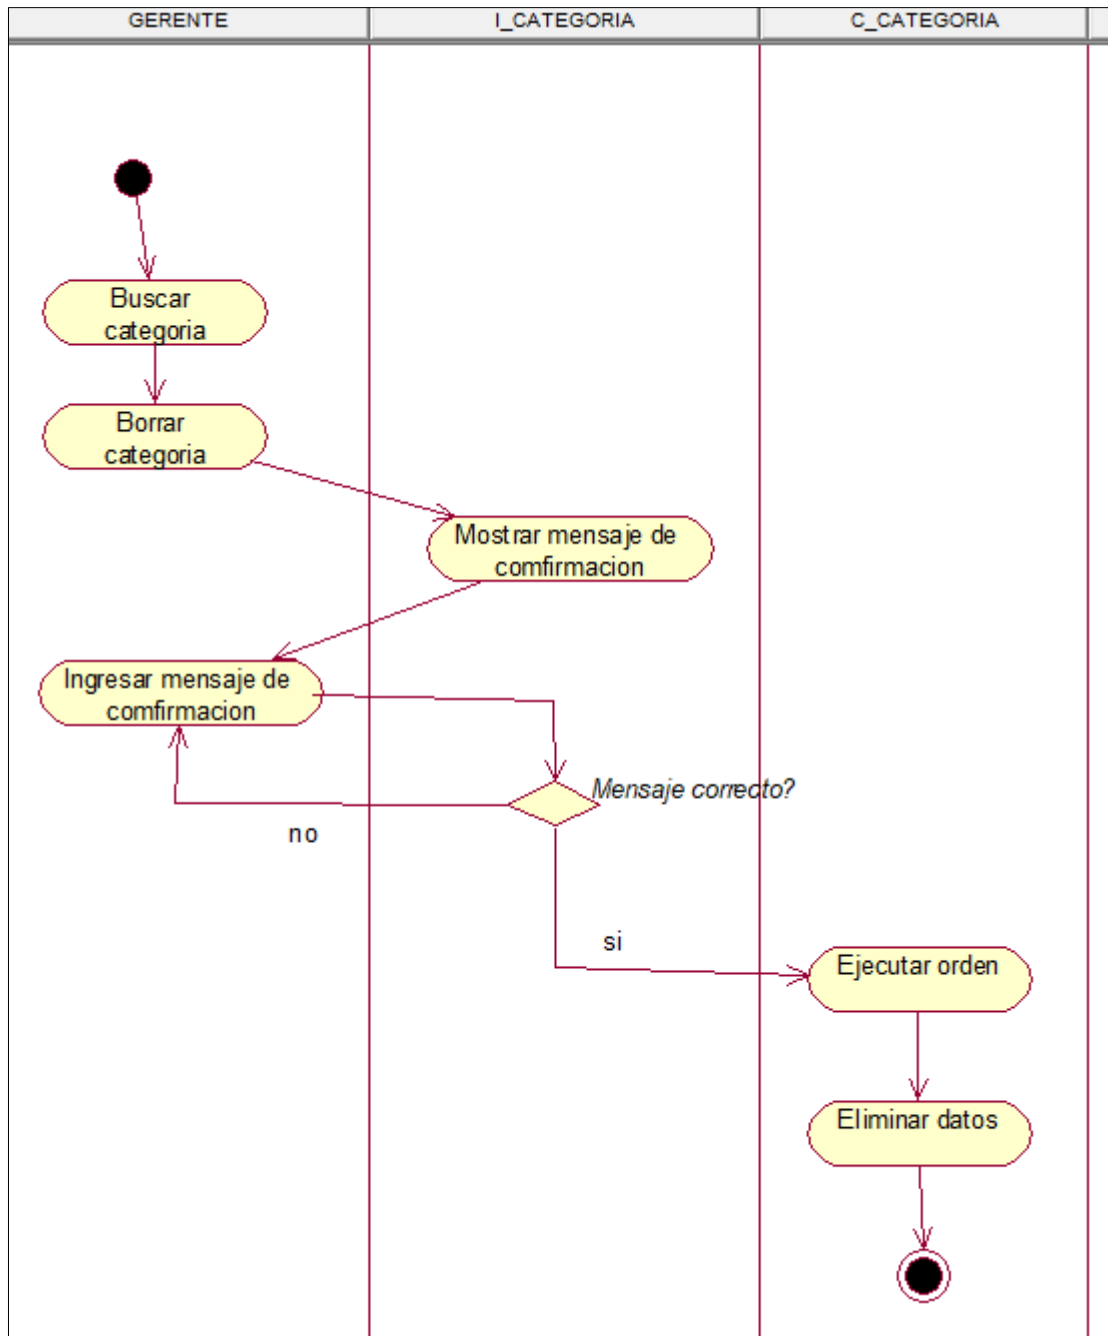 GERENTE
I_CATEGORIA
C_CATEGORIA
Buscar
categoria
Borrar
categoria
Mostrar mensaje de
comfirmacion
Ingresar mensaje de
comfirmacion
Mensaje correcto?
no
si
Ejecutar orden
Eliminar datos